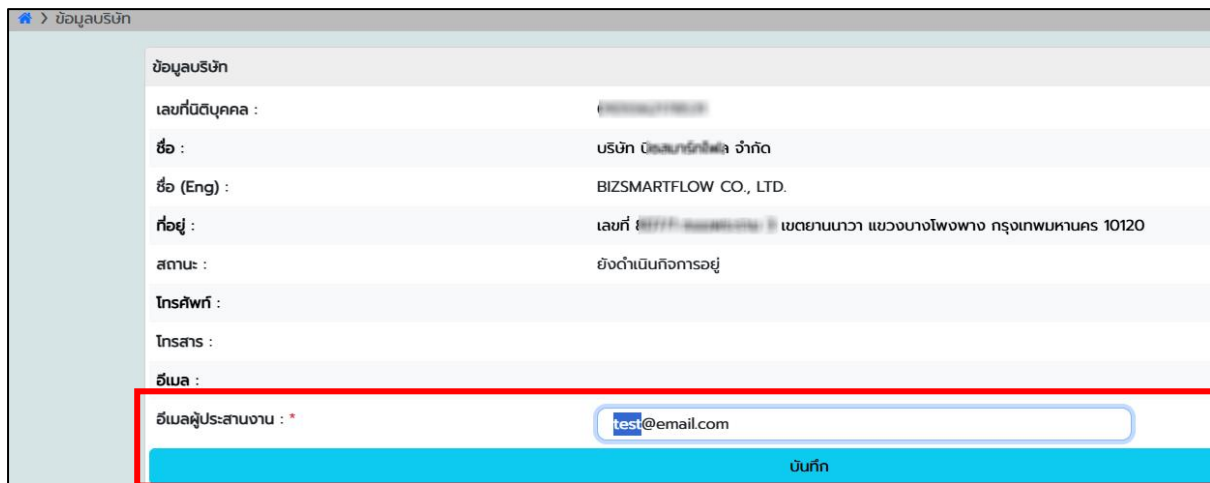 > ข้อมูลบริษัท
ข้อมูลบริษัท
เลขที่นิติบุคคล :
ชื่อ : บริษัท จำกัด
ชื่อ (Eng) : BIZSMARTFLOW CO., LTD.
ที่อยู่ : เลขที่ เขตยานนาวา แขวงบางโพงพาง กรุงเทพมหานคร 10120
สถานะ : ยังดำเนินกิจการอยู่
โทรศัพท์ :
โทรสาร :
อีเมล :
อีเมลผู้ประสานงาน : * test@email.com
บันทึก